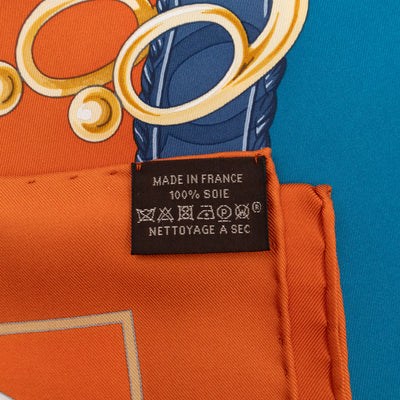 MADE IN FRANCE
100% SOIE
P W ®
NETTOYAGE A SEC